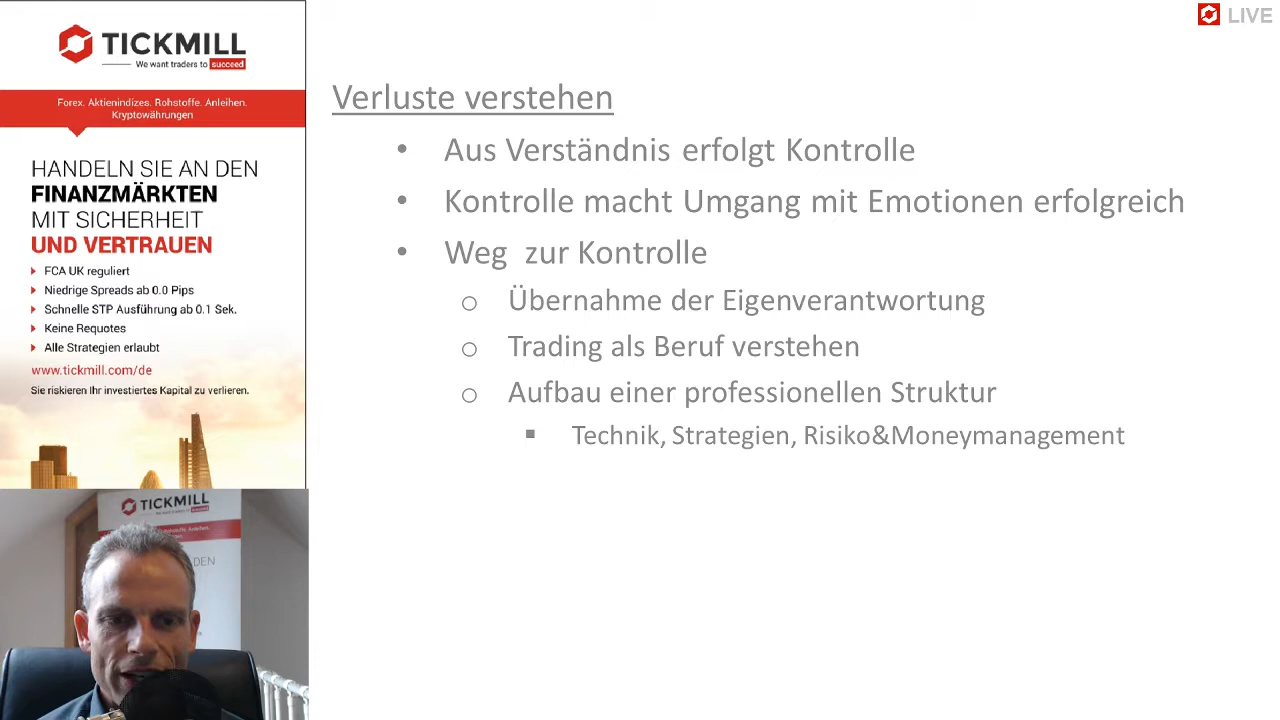 TICKMILL
We want traders to succeed
Forex. Aktienindizes. Rohstoffe. Anleihen.
Kryptowährungen
HANDELN SIE AN DEN
FINANZMÄRKTEN
MIT SICHERHEIT
UND VERTRAUEN
FCA UK reguliert
Niedrige Spreads ab 0.0 Pips
Schnelle STP Ausführung ab 0.1 Sek.
Keine Requotes
Alle Strategien erlaubt
www.tickmill.com/de
Sie riskieren Ihr investiertes Kapital zu verlieren.
LIVE
Verluste verstehen
• Aus Verständnis erfolgt Kontrolle
• Kontrolle macht Umgang mit Emotionen erfolgreich
• Weg zur Kontrolle
o Übernahme der Eigenverantwortung
o Trading als Beruf verstehen
o Aufbau einer professionellen Struktur
▪ Technik, Strategien, Risiko&Moneymanagement
TICKMILL